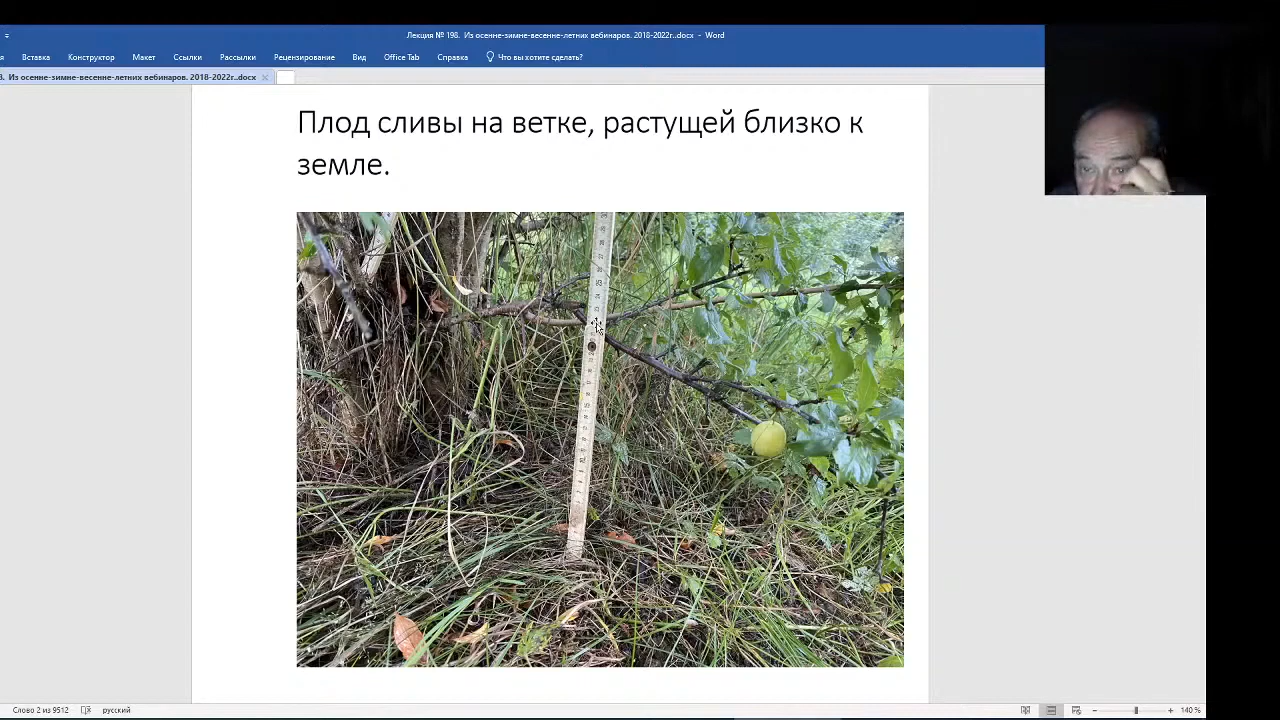 Лекция № 198. Из осенне-зимне-весенне-летних вебинаров. 2018-2022г..docx - Word
Вставка Конструктор Макет Ссылки Рассылки Рецензирование Вид Office Tab Справка Что вы хотите сделать?
Из осенне-зимне-весенне-летних вебинаров. 2018-2022г..docx
Плод сливы на ветке, растущей близко к
земле.
Слово 2 из 9512 русский 140 %